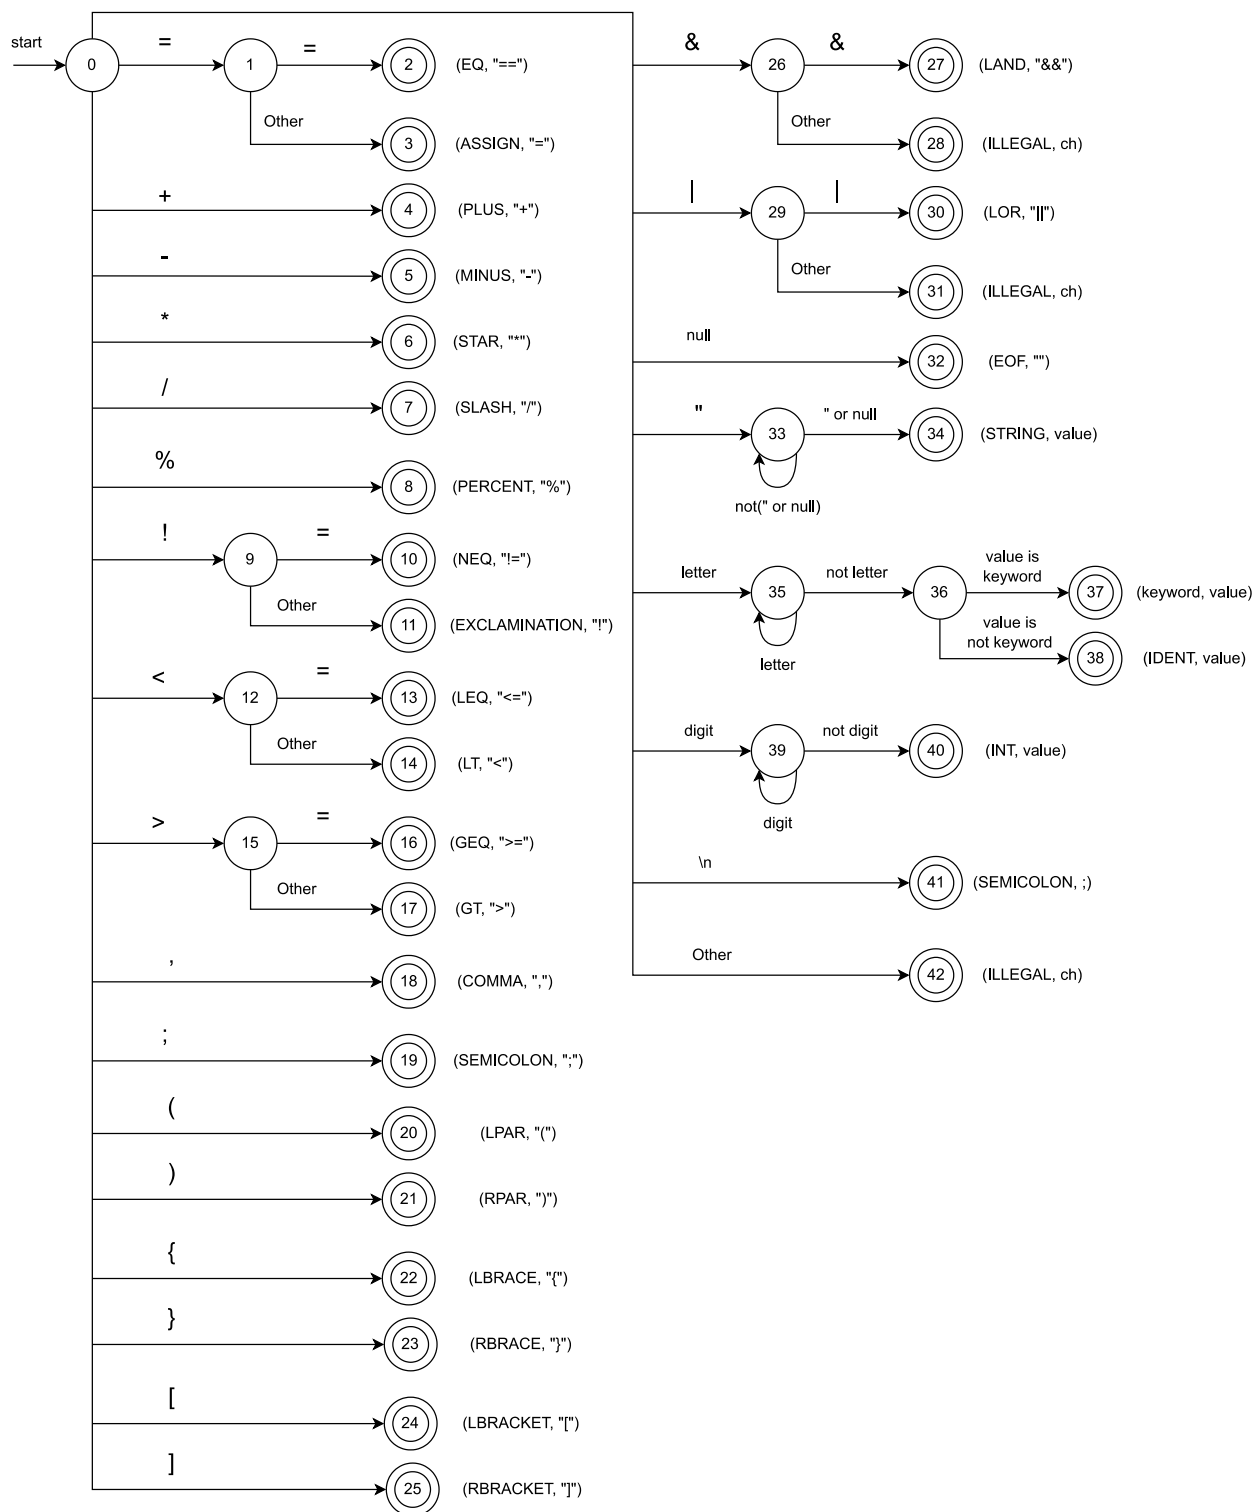 start
0
=
1
=
2
(EQ, "==")
Other
3
(ASSIGN, "=")
+
4
(PLUS, "+")
-
5
(MINUS, "-")
*
6
(STAR, "*")
/
7
(SLASH, "/")
%
8
(PERCENT, "%")
!
9
=
10
(NEQ, "!=")
Other
11
(EXCLAMINATION, "!")
<
12
=
13
(LEQ, "<=")
Other
14
(LT, "<")
>
15
=
16
(GEQ, ">=")
Other
17
(GT, ">")
,
18
(COMMA, ",")
;
19
(SEMICOLON, ";")
(
20
(LPAR, "(")
)
21
(RPAR, ")")
{
22
(LBRACE, "{")
}
23
(RBRACE, "}")
[
24
(LBRACKET, "[")
]
25
(RBRACKET, "]")
&
26
&
27
(LAND, "&&")
Other
28
(ILLEGAL, ch)
|
29
|
30
(LOR, "||")
Other
31
(ILLEGAL, ch)
null
32
(EOF, "")
"
33
" or null
34
(STRING, value)
not(" or null)
letter
35
not letter
36
value is
keyword
37
(keyword, value)
letter
value is
not keyword
38
(IDENT, value)
digit
39
not digit
40
(INT, value)
digit
\n
41
(SEMICOLON, ;)
Other
42
(ILLEGAL, ch)